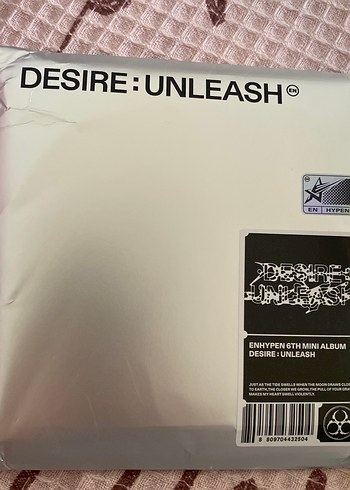 DESIRE : UNLEASH EN
EN HYPEN
DESIRE :
UNLEASH
ENHYPEN 6TH MINI ALBUM
DESIRE : UNLEASH
JUST AS THE TIDE SWELLS WHEN THE MOON DRAWS CLOSE
TO EARTH, THE CLOSER WE GROW, THE PULL OF YOUR
MAKES MY HEART SWELL VIOLENTLY.
8 809704432504